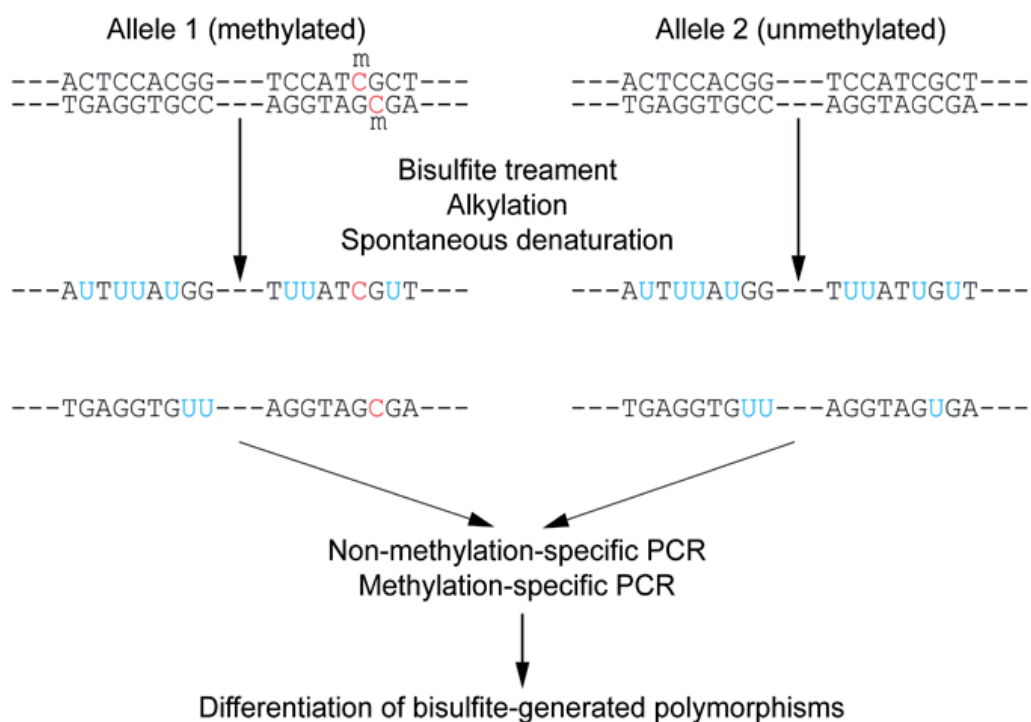 Allele 1 (methylated) Allele 2 (unmethylated)
m
---ACTCCACGG---TCCATCGCT--- ---ACTCCACGG---TCCATCGCT---
---TGAGGTGCC---AGGTAGCGA--- ---TGAGGTGCC---AGGTAGCGA---
m
Bisulfite treament
Alkylation
Spontaneous denaturation
---AUTUUAUGG---TUUATCGUT--- ---AUTUUAUGG---TUUATUGUT---
---TGAGGTGUU---AGGTAGCGA--- ---TGAGGTGUU---AGGTAGUGA---
Non-methylation-specific PCR
Methylation-specific PCR
Differentiation of bisulfite-generated polymorphisms